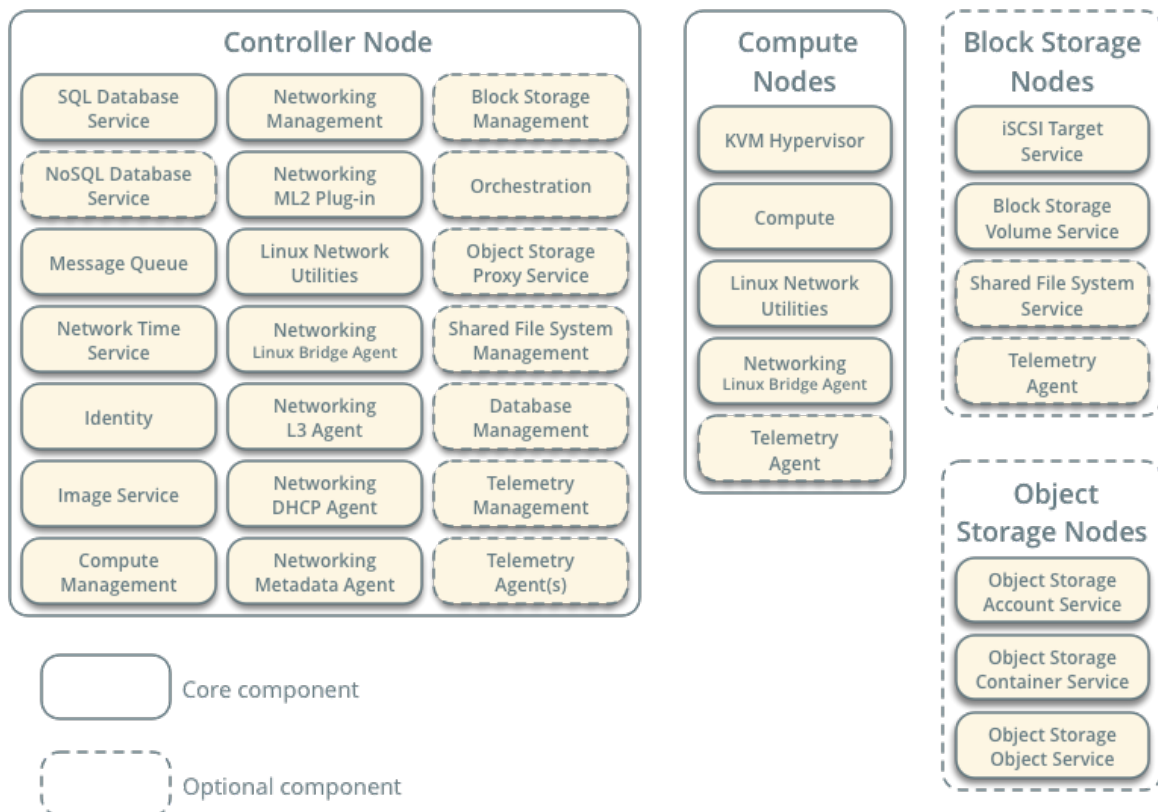 Controller Node
SQL Database
Service
NoSQL Database
Service
Message Queue
Network Time
Service
Identity
Image Service
Compute
Management
Networking
Management
Networking
ML2 Plug-in
Linux Network
Utilities
Networking
Linux Bridge Agent
Networking
L3 Agent
Networking
DHCP Agent
Networking
Metadata Agent
Block Storage
Management
Orchestration
Object Storage
Proxy Service
Shared File System
Management
Database
Management
Telemetry
Management
Telemetry
Agent(s)
Compute
Nodes
KVM Hypervisor
Compute
Linux Network
Utilities
Networking
Linux Bridge Agent
Telemetry
Agent
Block Storage
Nodes
iSCSI Target
Service
Block Storage
Volume Service
Shared File System
Service
Telemetry
Agent
Object
Storage Nodes
Object Storage
Account Service
Object Storage
Container Service
Object Storage
Object Service
Core component
Optional component